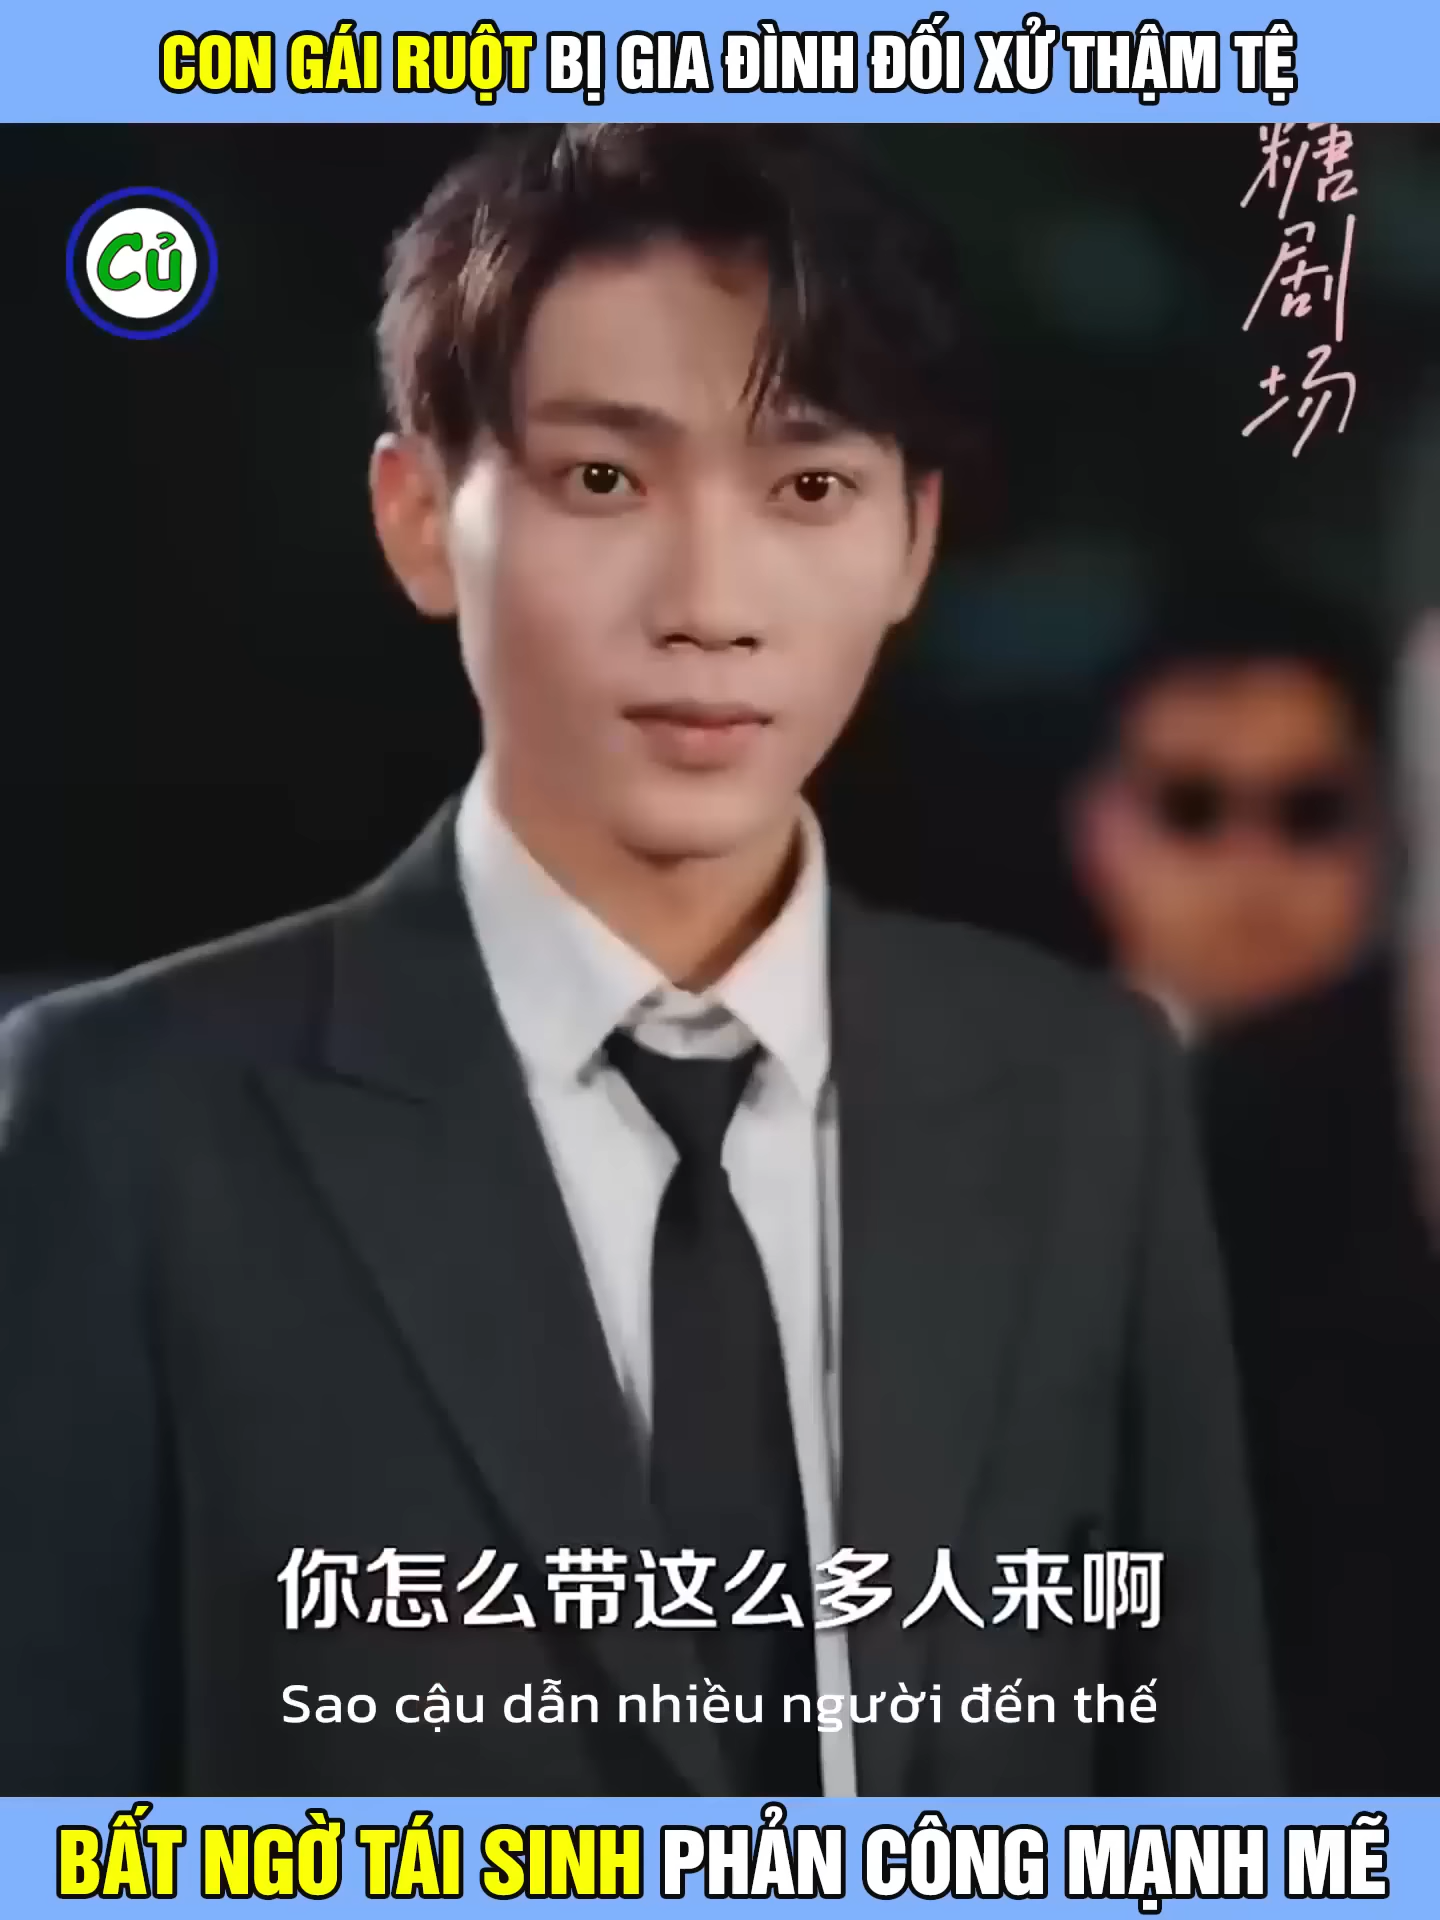 CON GÁI RUỘT BỊ GIA ĐÌNH ĐỐI XỬ THẬM TỆ
Củ
糖剧场
你怎么带这么多人来啊
Sao cậu dẫn nhiều người đến thế
BẤT NGỜ TÁI SINH PHẢN CÔNG MẠNH MẼ